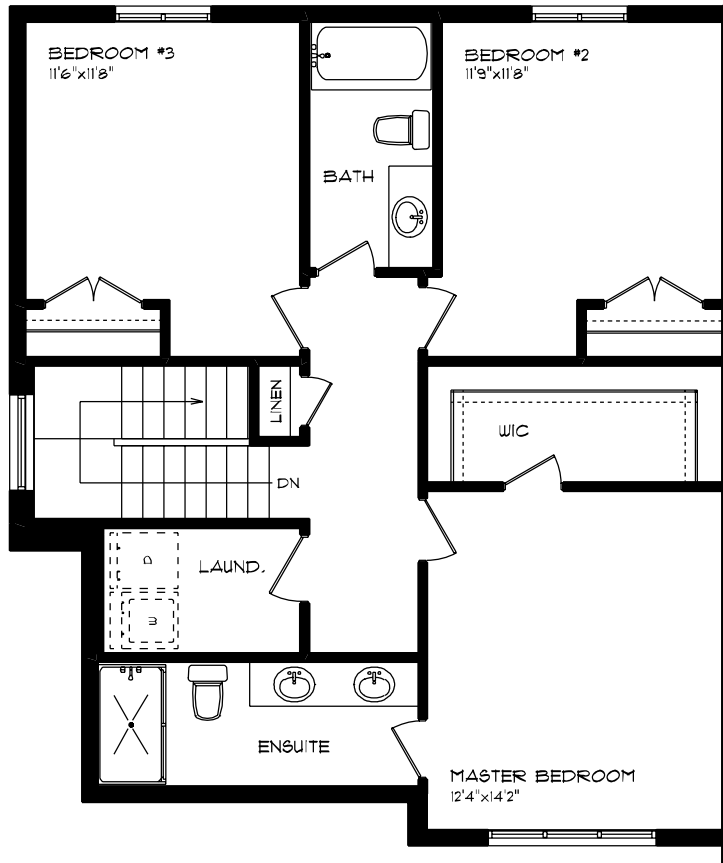 BEDROOM #3
11'6"x11'8"
BEDROOM #2
11'9"x11'8"
BATH
LINEN
WIC
DN
LAUND.
D
W
ENSUITE
MASTER BEDROOM
12'4"x14'2"